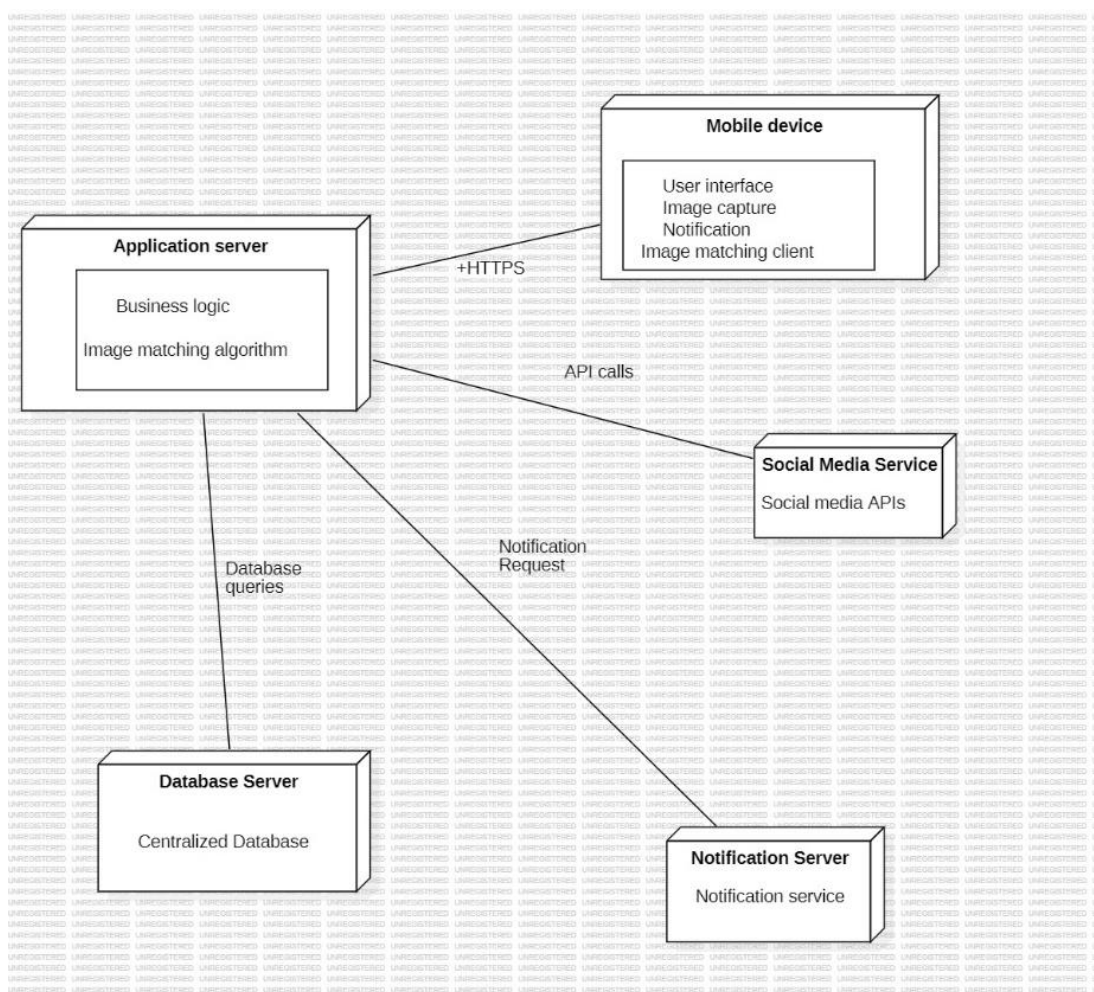 Mobile device
User interface
Image capture
Notification
Image matching client
Application server
Business logic
Image matching algorithm
+HTTPS
API calls
Social Media Service
Social media APIs
Notification
Request
Database
queries
Database Server
Centralized Database
Notification Server
Notification service
UNREGISTERED